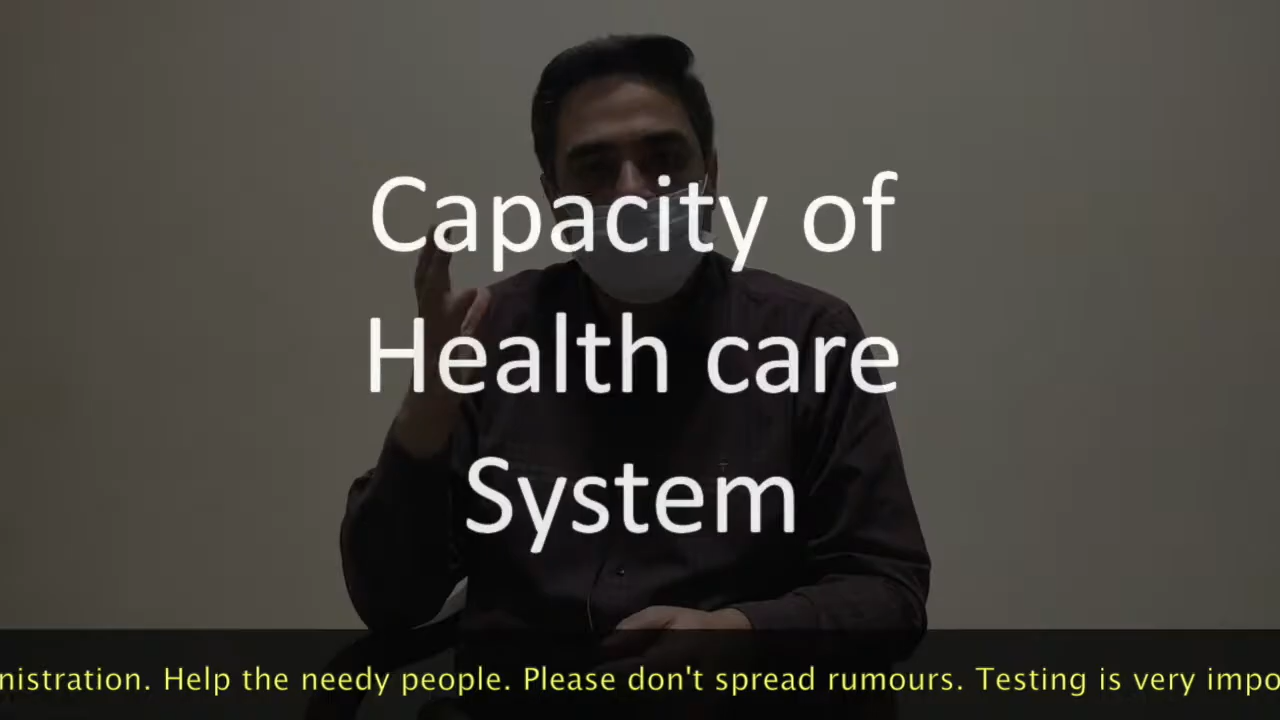 Capacity of
Health care
System
nistration. Help the needy people. Please don't spread rumours. Testing is very impo